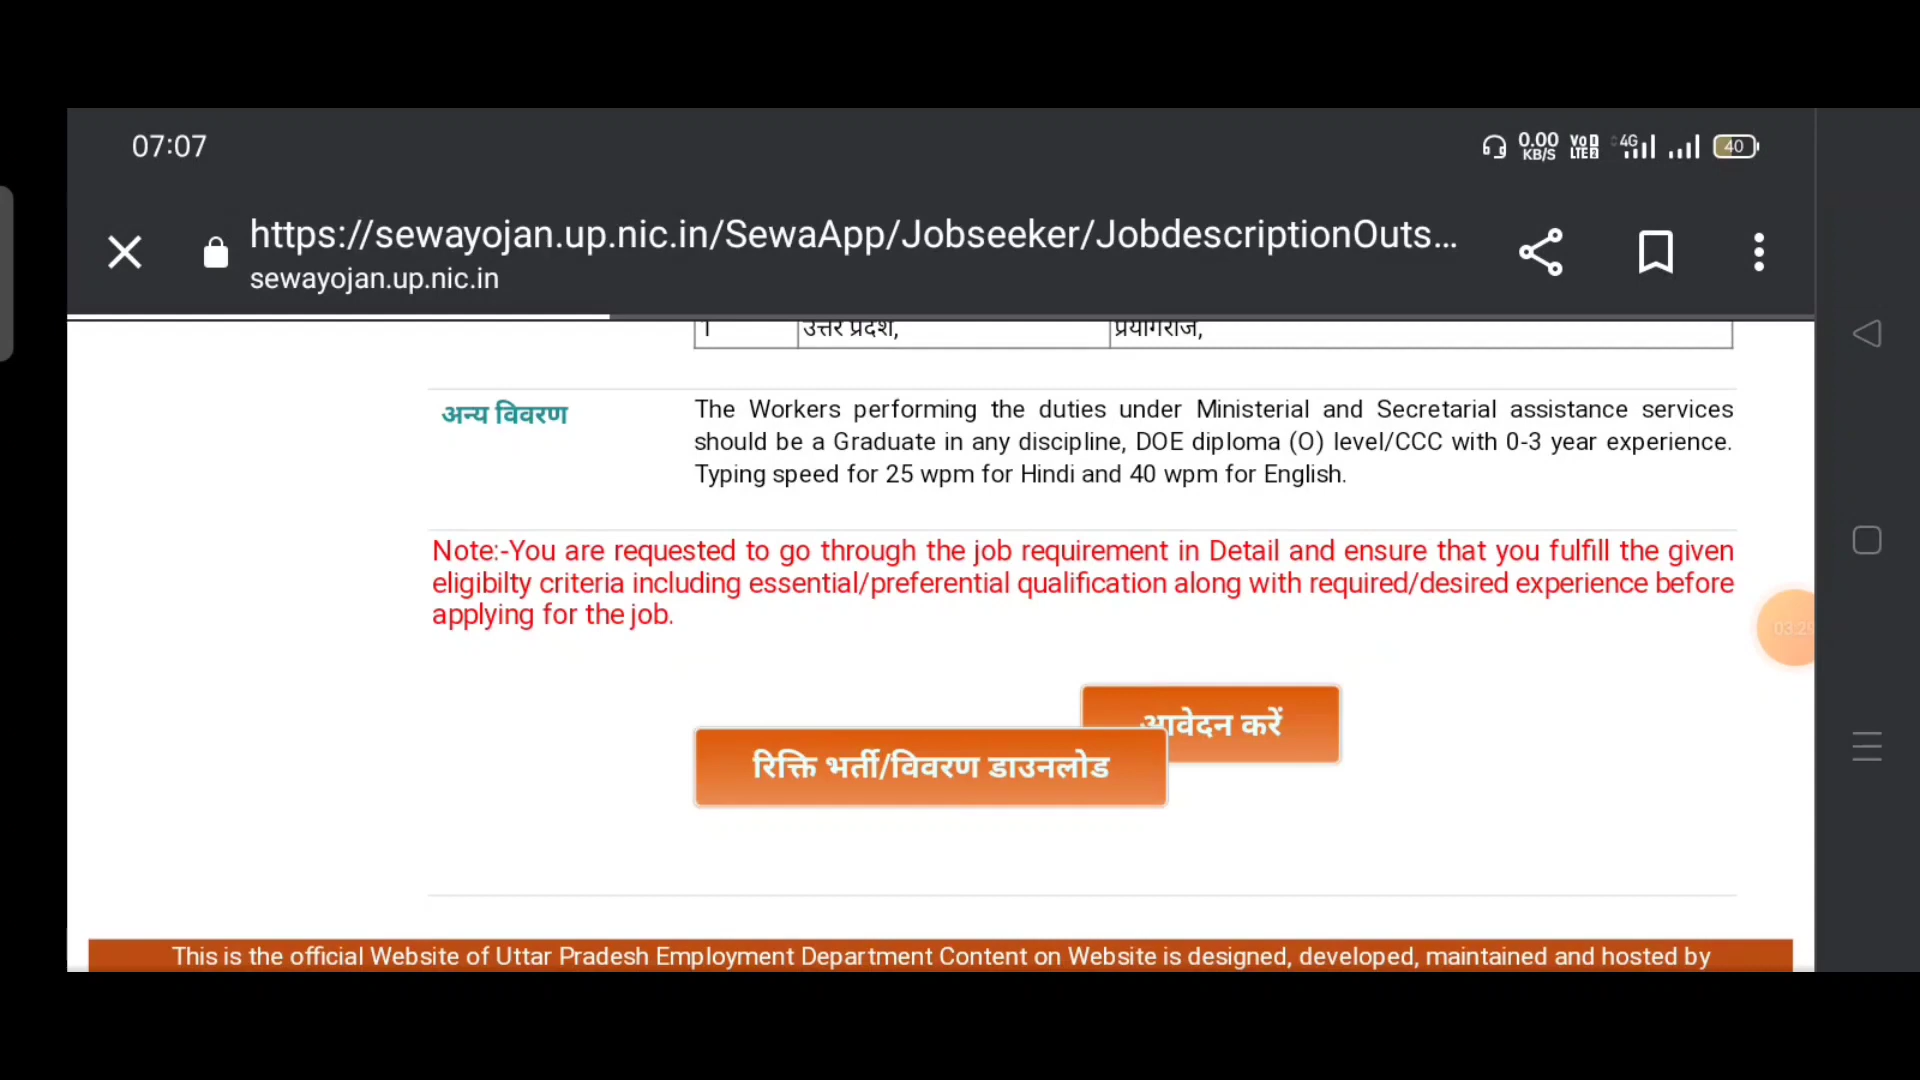 07:07
0.00 KB/S VoD LTE2 4G 40
https://sewayojan.up.nic.in/SewaApp/Jobseeker/JobdescriptionOuts...
sewayojan.up.nic.in
1 उत्तर प्रदेश, प्रयागराज,
अन्य विवरण
The Workers performing the duties under Ministerial and Secretarial assistance services
should be a Graduate in any discipline, DOE diploma (O) level/CCC with 0-3 year experience.
Typing speed for 25 wpm for Hindi and 40 wpm for English.
Note:-You are requested to go through the job requirement in Detail and ensure that you fulfill the given
eligibilty criteria including essential/preferential qualification along with required/desired experience before
applying for the job.
आवेदन करें
रिक्ति भर्ती/विवरण डाउनलोड
This is the official Website of Uttar Pradesh Employment Department Content on Website is designed, developed, maintained and hosted by